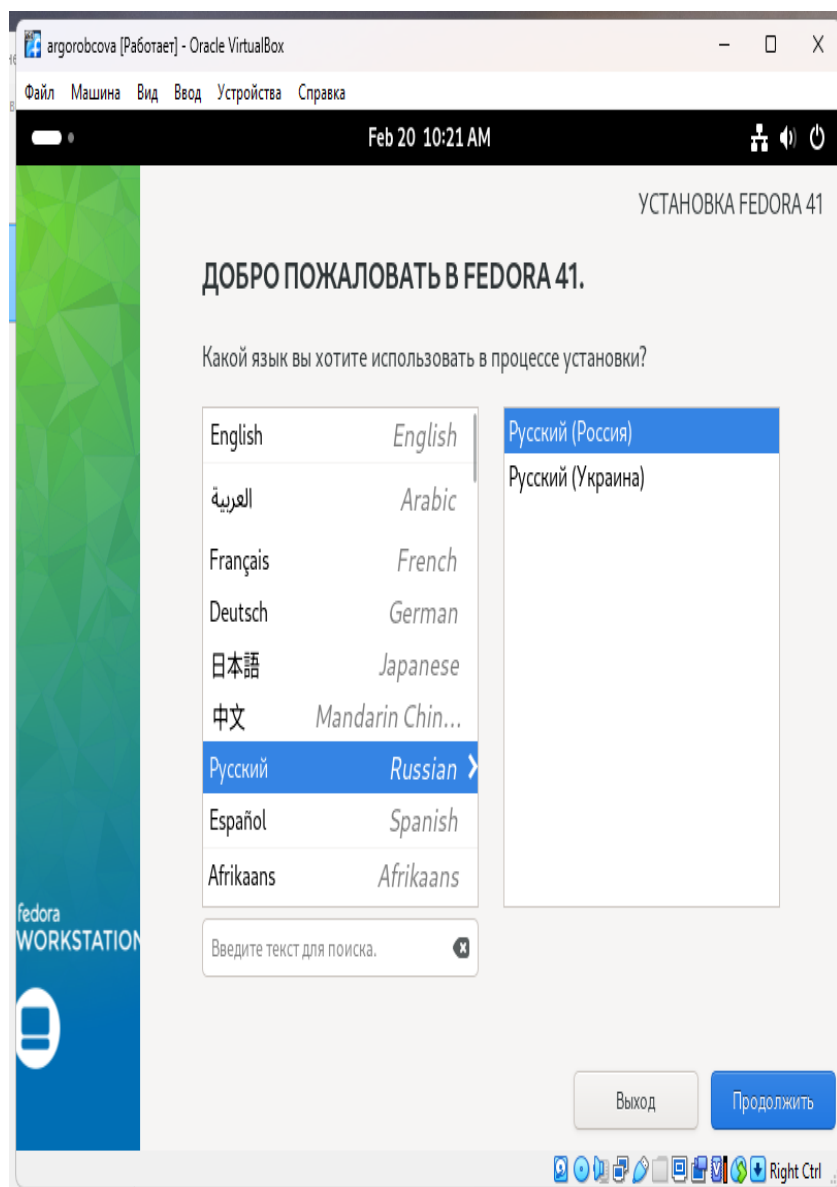 argorobcova [Работает] - Oracle VirtualBox
Файл Машина Вид Ввод Устройства Справка
Feb 20 10:21 AM
УСТАНОВКА FEDORA 41
ДОБРО ПОЖАЛОВАТЬ В FEDORA 41.
Какой язык вы хотите использовать в процессе установки?
English English
العربية Arabic
Français French
Deutsch German
日本語 Japanese
中文 Mandarin Chin...
Русский Russian
Español Spanish
Afrikaans Afrikaans
Русский (Россия)
Русский (Украина)
Введите текст для поиска.
fedora
WORKSTATION
Выход Продолжить
Right Ctrl